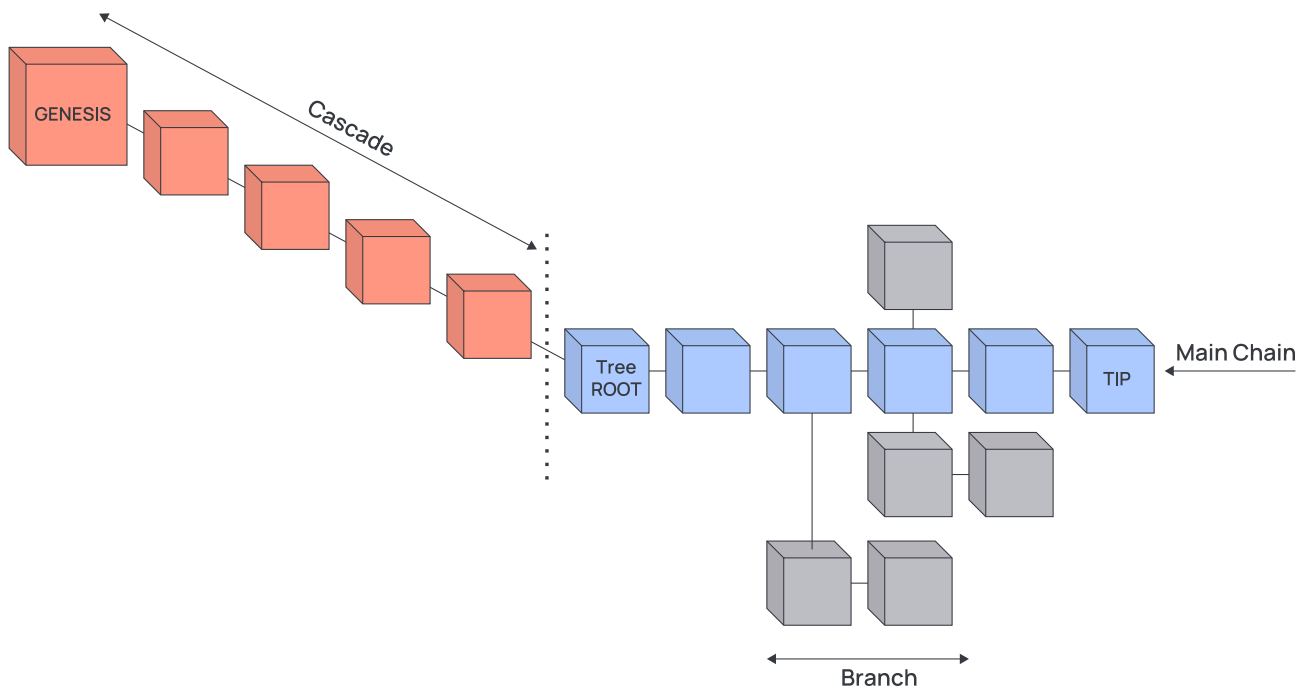 Cascade
GENESIS
Tree
ROOT
TIP
Main Chain
Branch